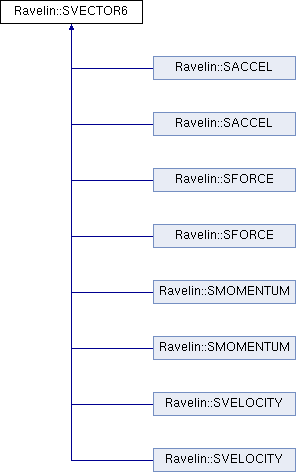 Ravelin::SVECTOR6
Ravelin::SACCEL
Ravelin::SACCEL
Ravelin::SFORCE
Ravelin::SFORCE
Ravelin::SMOMENTUM
Ravelin::SMOMENTUM
Ravelin::SVELOCITY
Ravelin::SVELOCITY